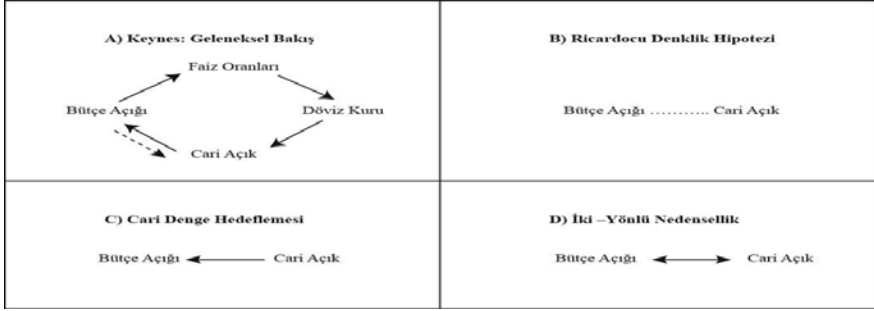 A) Keynes: Geleneksel Bakış
Faiz Oranları
Bütçe Açığı
Döviz Kuru
Cari Açık
B) Ricardocu Denklik Hipotezi
Bütçe Açığı ........... Cari Açık
C) Cari Denge Hedeflemesi
Bütçe Açığı Cari Açık
D) İki –Yönlü Nedensellik
Bütçe Açığı Cari Açık